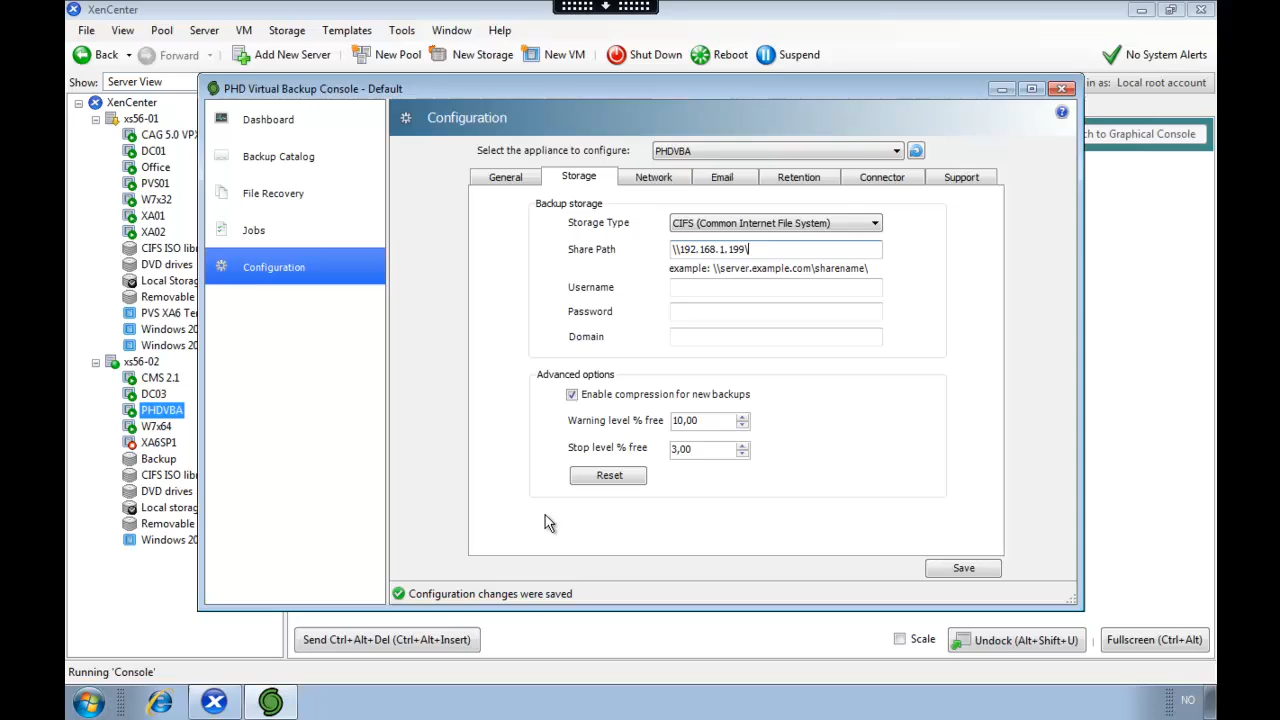 XenCenter
File View Pool Server VM Storage Templates Tools Window Help
Back Forward Add New Server New Pool New Storage New VM Shut Down Reboot Suspend No System Alerts
Show: Server View
in as: Local root account
XenCenter
xs56-01
CAG 5.0 VPX
DC01
Office
PVS01
W7x32
XA01
XA02
CIFS ISO libr
DVD drives
Local Storag
Removable
PVS XA6 Te
Windows 20
Windows 20
xs56-02
CMS 2.1
DC03
PHDVBA
W7x64
XA6SP1
Backup
CIFS ISO libr
DVD drives
Local storag
Removable
Windows 20
ch to Graphical Console
PHD Virtual Backup Console - Default
Dashboard
Backup Catalog
File Recovery
Jobs
Configuration
Configuration
Select the appliance to configure: PHDVBA
General Storage Network Email Retention Connector Support
Backup storage
Storage Type CIFS (Common Internet File System)
Share Path \\192.168.1.199\
example: \\server.example.com\sharename\
Username
Password
Domain
Advanced options
Enable compression for new backups
Warning level % free 10,00
Stop level % free 3,00
Reset
Save
Configuration changes were saved
Send Ctrl+Alt+Del (Ctrl+Alt+Insert) Scale Undock (Alt+Shift+U) Fullscreen (Ctrl+Alt)
Running 'Console'
NO